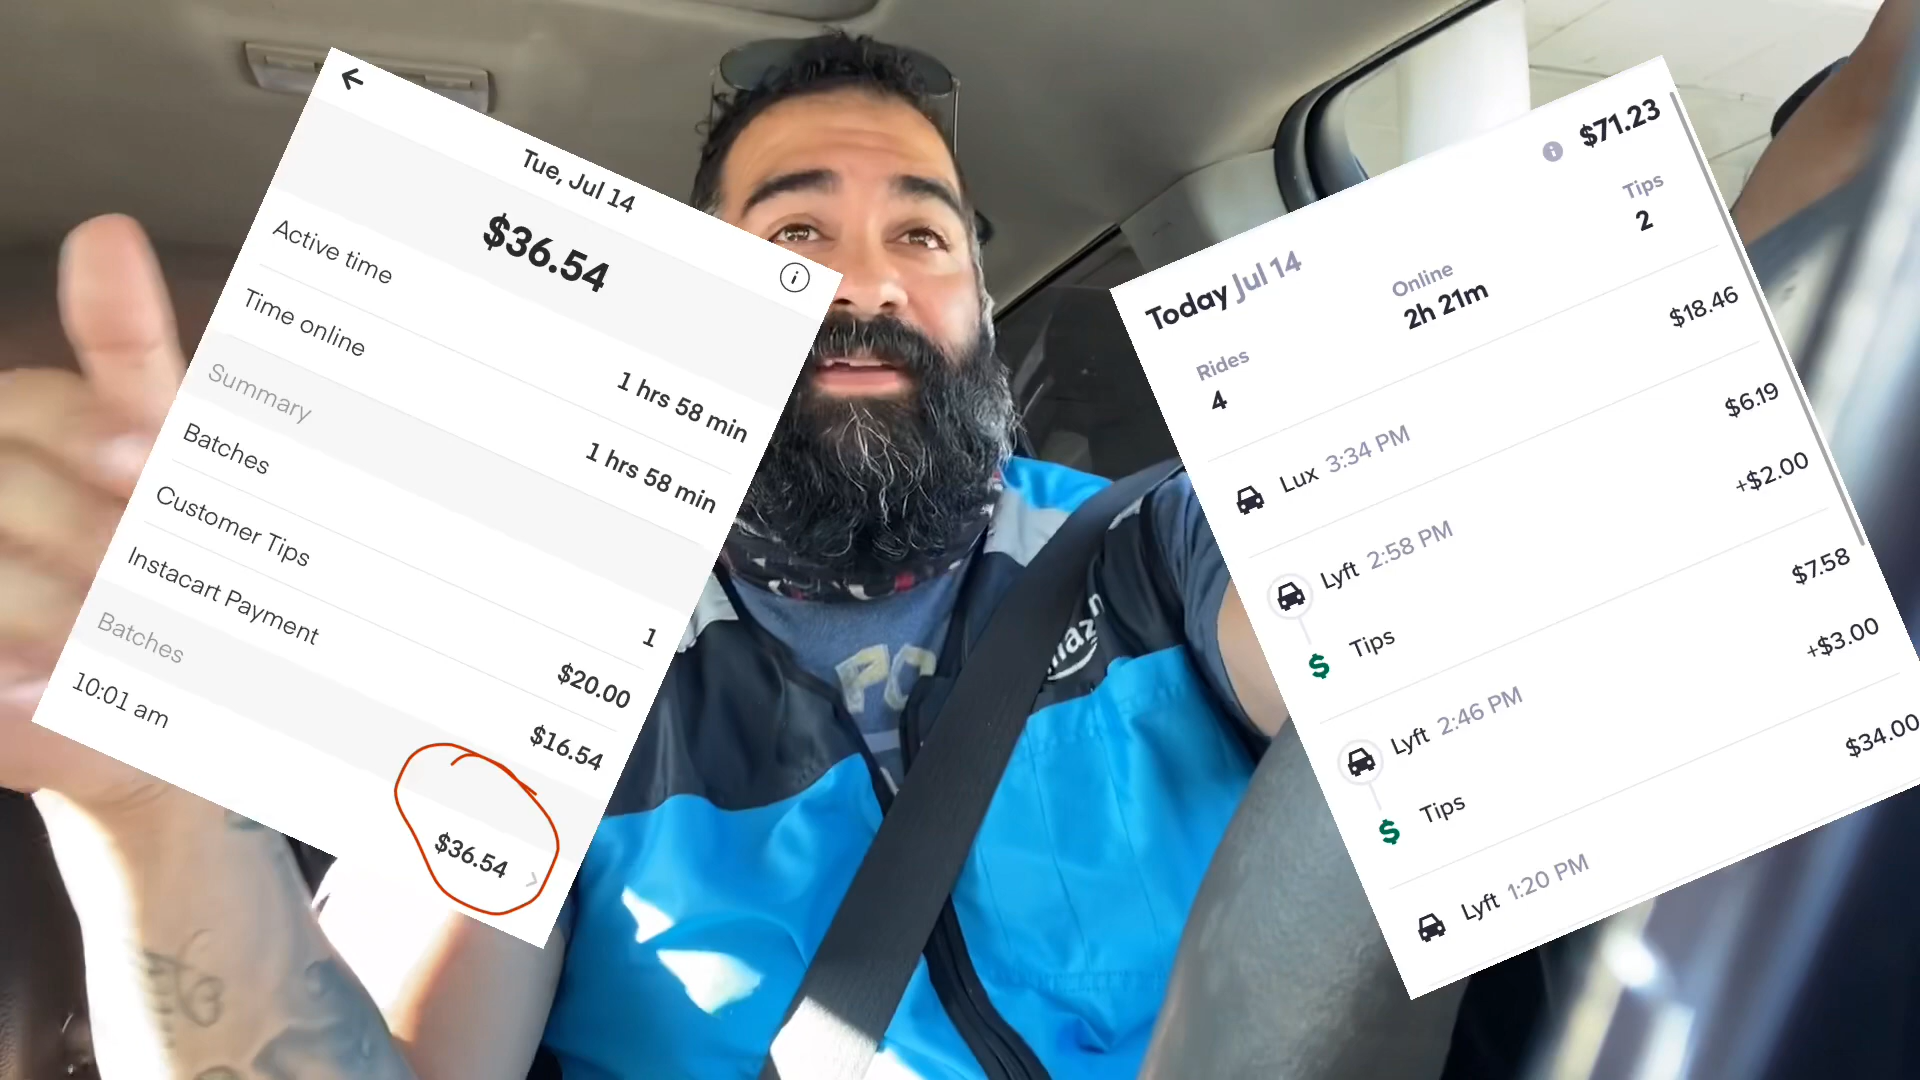 Tue, Jul 14
$36.54
Active time 1 hrs 58 min
Time online 1 hrs 58 min
Summary
Batches 1
Customer Tips $20.00
Instacart Payment $16.54
Batches
10:01 am $36.54
Today Jul 14 $71.23
Rides Online Tips
4 2h 21m 2
Lux 3:34 PM $18.46
Lyft 2:58 PM $6.19
Tips +$2.00
Lyft 2:46 PM $7.58
Tips +$3.00
Lyft 1:20 PM $34.00